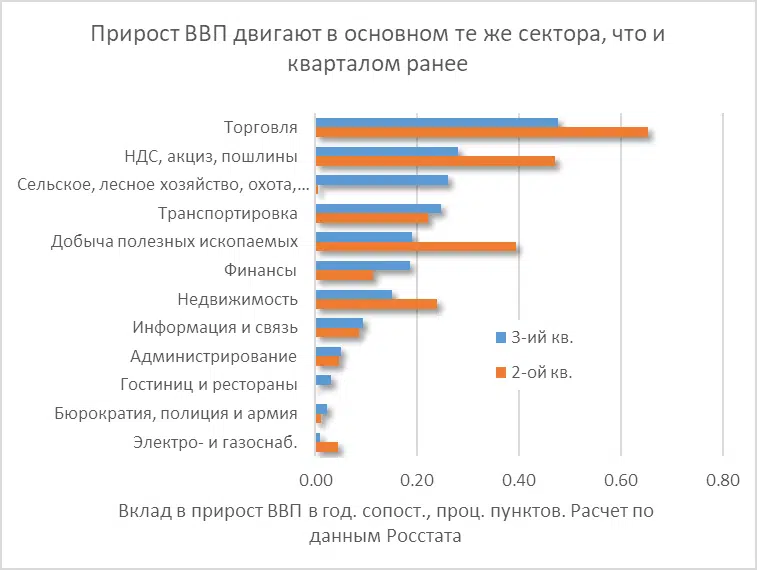 Прирост ВВП двигают в основном те же сектора, что и
кварталом ранее
Торговля
НДС, акциз, пошлины
Сельское, лесное хозяйство, охота,...
Транспортировка
Добыча полезных ископаемых
Финансы
Недвижимость
Информация и связь
Администрирование
Гостиниц и рестораны
Бюрократия, полиция и армия
Электро- и газоснаб.
3-ий кв.
2-ой кв.
0.00 0.20 0.40 0.60 0.80
Вклад в прирост ВВП в год. сопост., проц. пунктов. Расчет по
данным Росстата